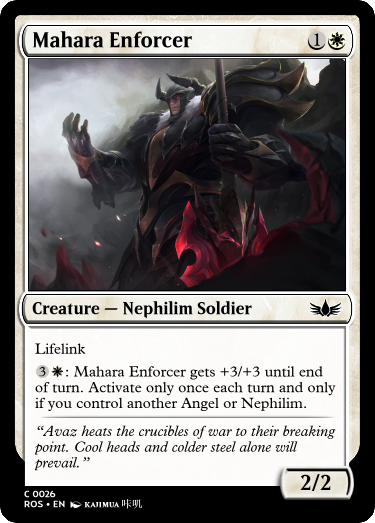 Mahara Enforcer 1
Creature — Nephilim Soldier
Lifelink
3 : Mahara Enforcer gets +3/+3 until end
of turn. Activate only once each turn and only
if you control another Angel or Nephilim.
“Avaz heats the crucibles of war to their breaking
point. Cool heads and colder steel alone will
prevail.”
2/2
C 0026
ROS • EN KAIJMUA 咔叽